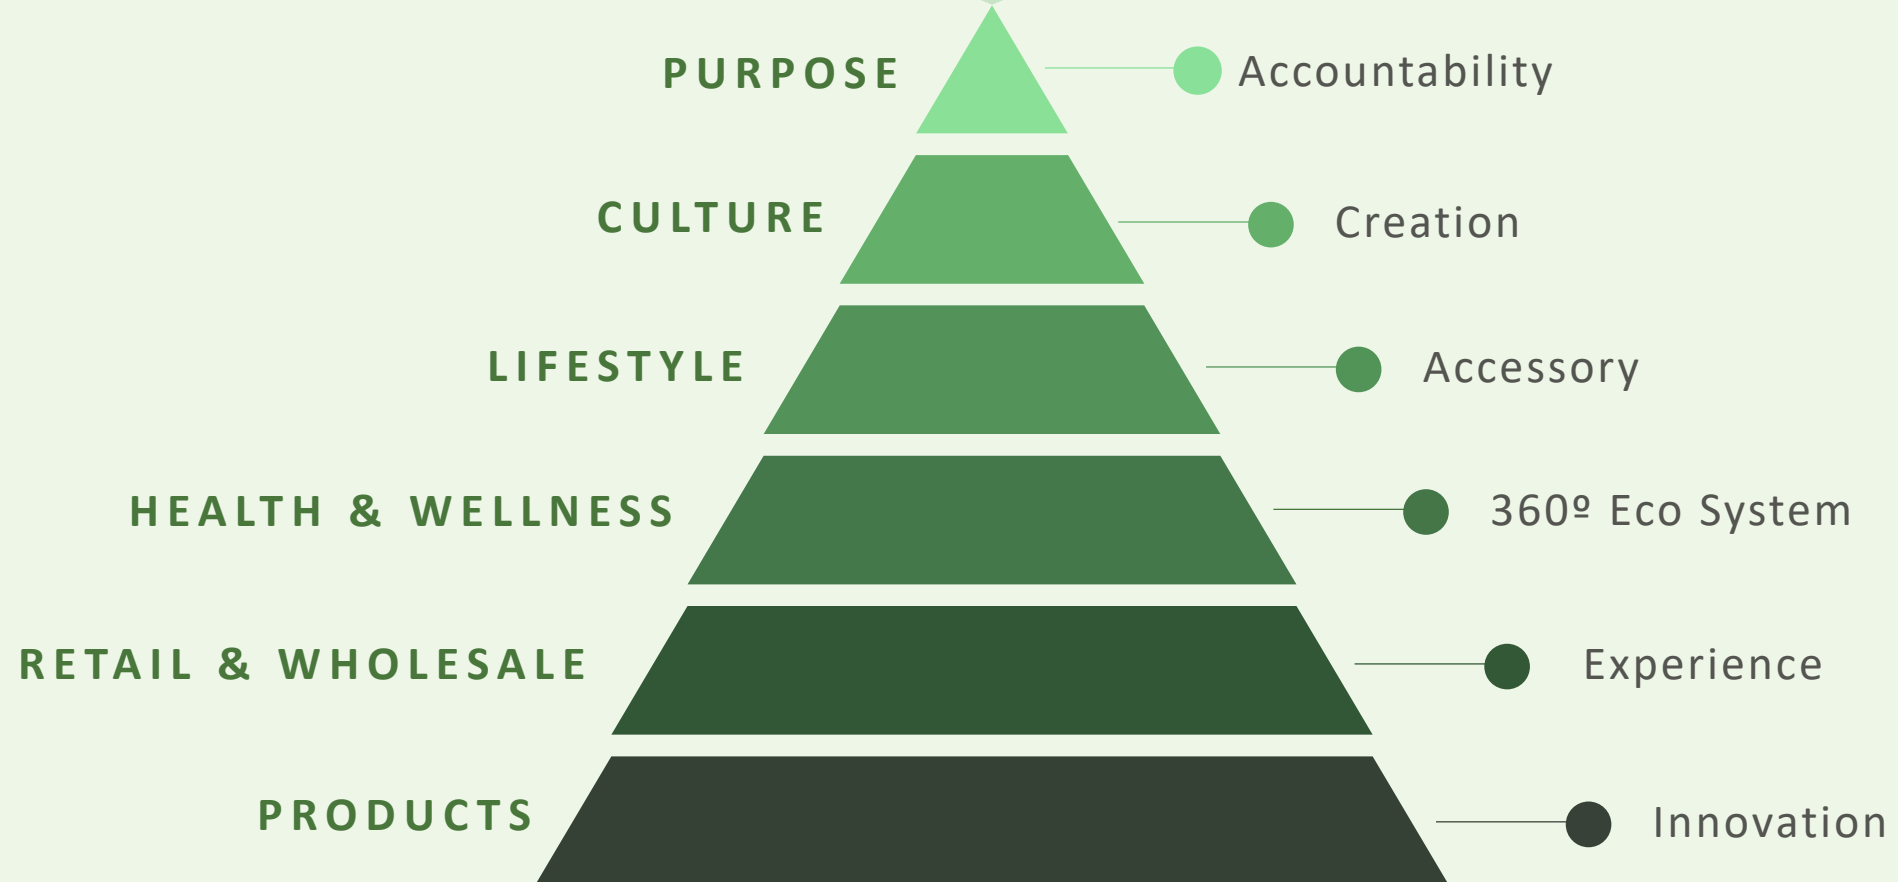 PURPOSE
Accountability
CULTURE
Creation
LIFESTYLE
Accessory
HEALTH & WELLNESS
360º Eco System
RETAIL & WHOLESALE
Experience
PRODUCTS
Innovation